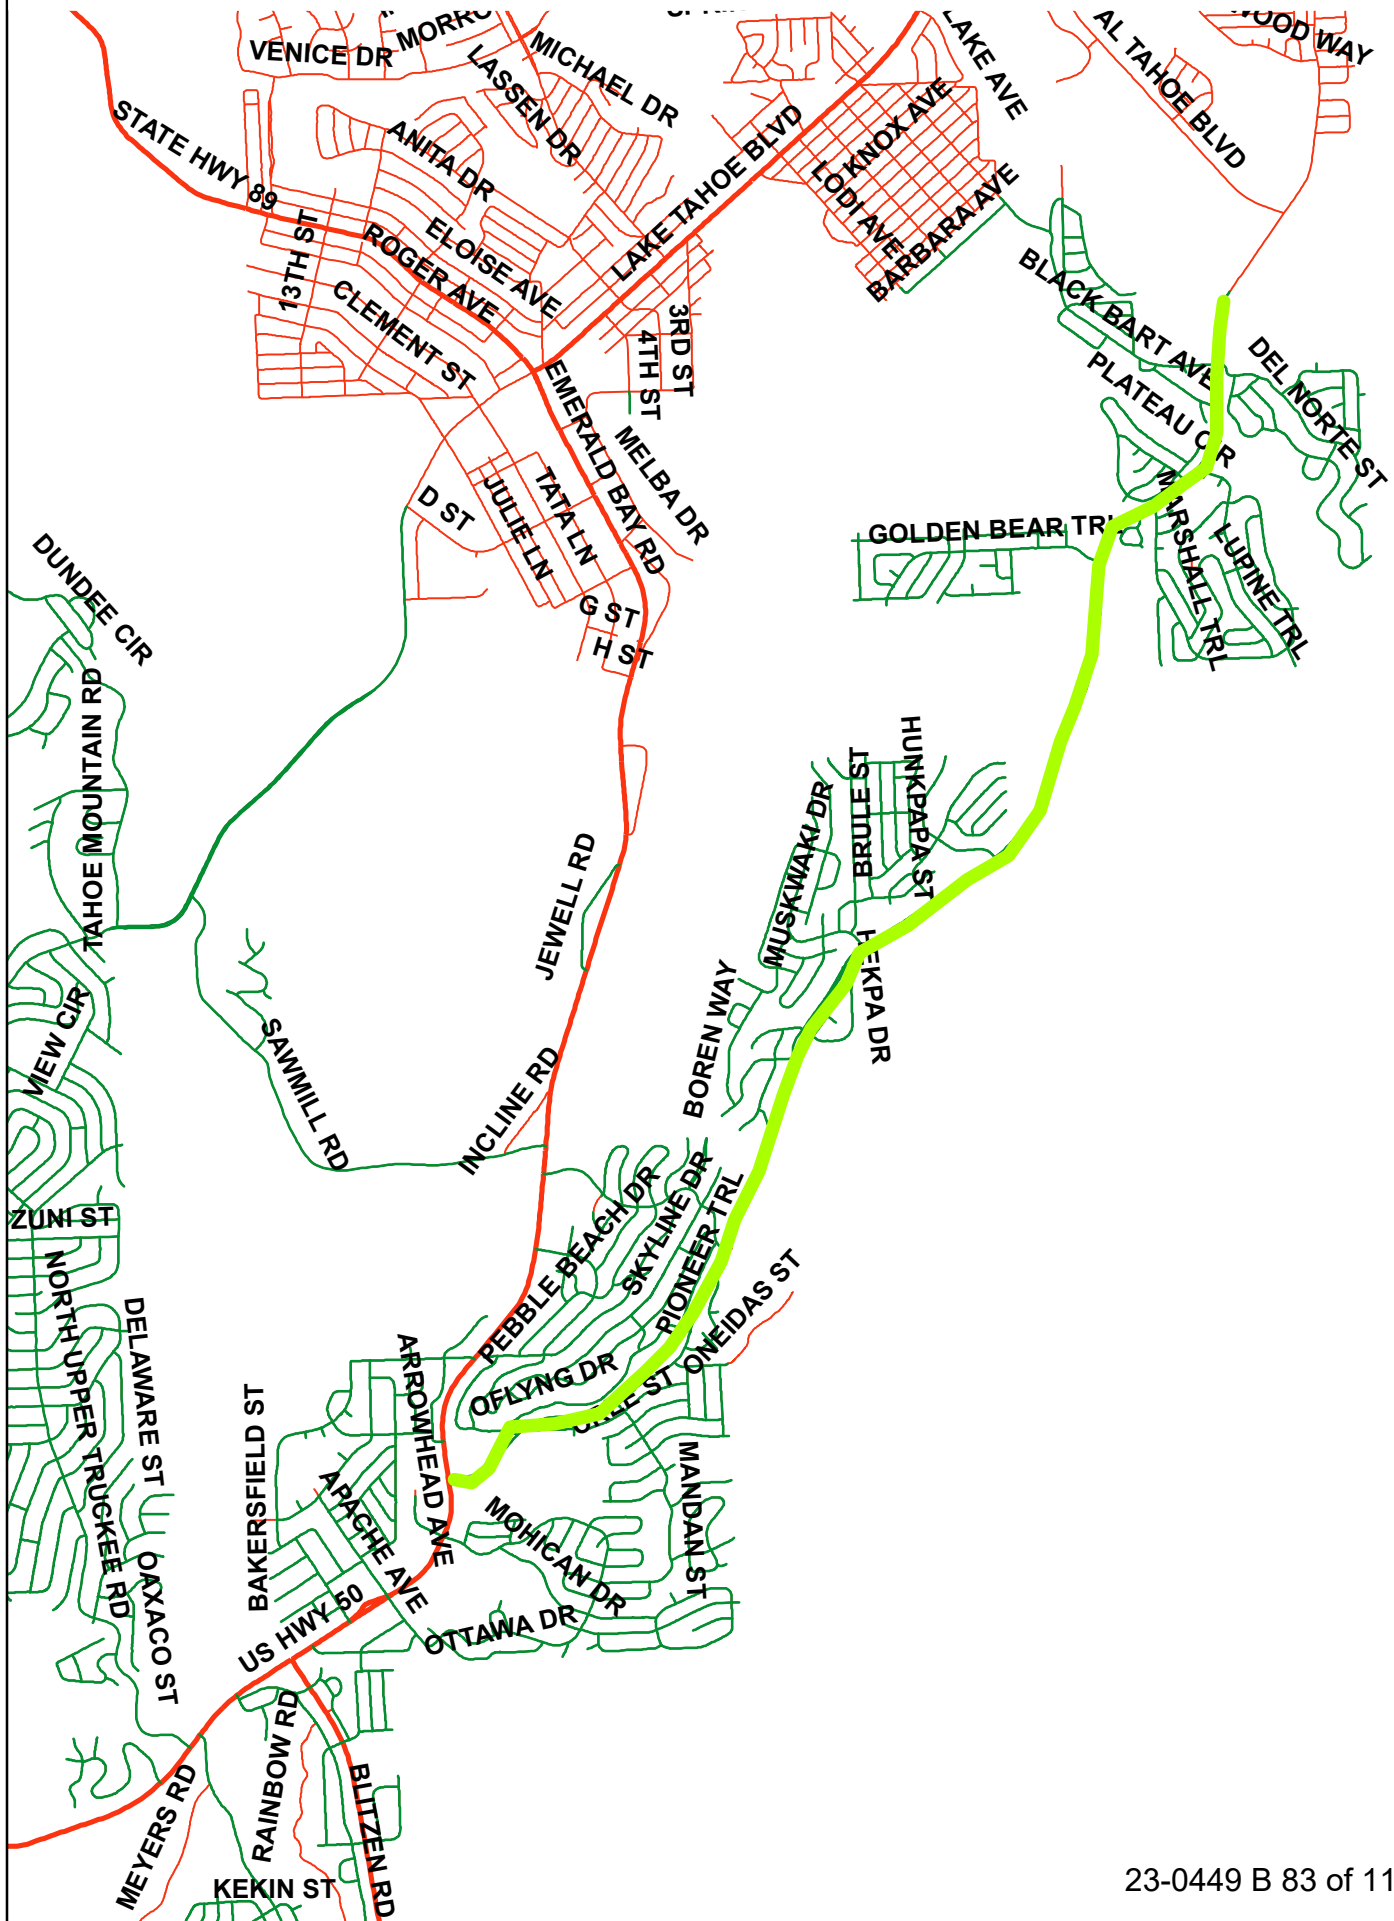 VENICE DR
LASSEN DR
MICHAEL DR
LAKE AVE
AL TAHOE BLVD
WOOD WAY
STATE HWY 89
ANITA DR
KNOX AVE
LODI AVE
LAKE TAHOE BLVD
BARBARA AVE
13TH ST
ROGER AVE
ELOISE AVE
CLEMENT ST
3RD ST
4TH ST
BLACK BART AVE
DEL NORTE ST
PLATEAU CIR
EMERALD BAY RD
MELBA DR
D ST
JULIE LN
TATA LN
GOLDEN BEAR TRL
MARSHALL TRL
LUPINE TRL
DUNDEE CIR
G ST
H ST
TAHOE MOUNTAIN RD
HUNKPAPA ST
BRULE ST
MUSKWAKI DR
JEWELL RD
HEKPA DR
BOREN WAY
VIEW CIR
SAWMILL RD
INCLINE RD
SKYLINE DR
PEBBLE BEACH DR
PIONEER TRL
ZUNI ST
ONEIDAS ST
NORTH UPPER TRUCKEE RD
DELAWARE ST
ARROWHEAD AVE
OFLYNG DR
CREE ST
BAKERSFIELD ST
APACHE AVE
MANDAN ST
MOHICAN DR
OAXACO ST
US HWY 50
OTTAWA DR
RAINBOW RD
MEYERS RD
BLITZEN RD
KEKIN ST
23-0449 B 83 of 11